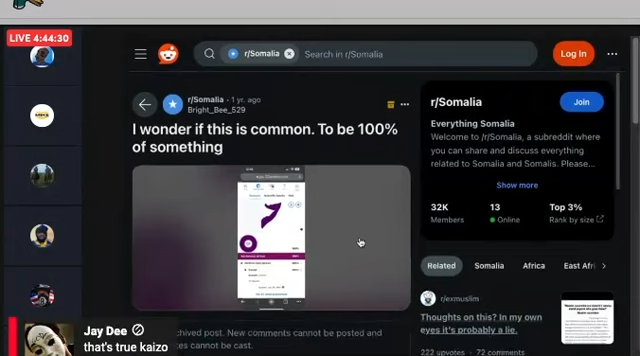 LIVE 4:44:30
r/Somalia
Search in r/Somalia
Log In
r/Somalia • 1 yr. ago
Bright_Bee_529
I wonder if this is common. To be 100%
of something
r/Somalia
Join
Everything Somalia
Welcome to /r/Somalia, a subreddit where
you can share and discuss everything
related to Somalia and Somalis. Please...
Show more
32K
Members
13
Online
Top 3%
Rank by size
Related
Somalia
Africa
East Afri
r/exmuslim
Thoughts on this? In my own
eyes it's probably a lie.
222 upvotes · 72 comments
chived post. New comments cannot be posted and
tes cannot be cast.
Jay Dee
that's true kaizo